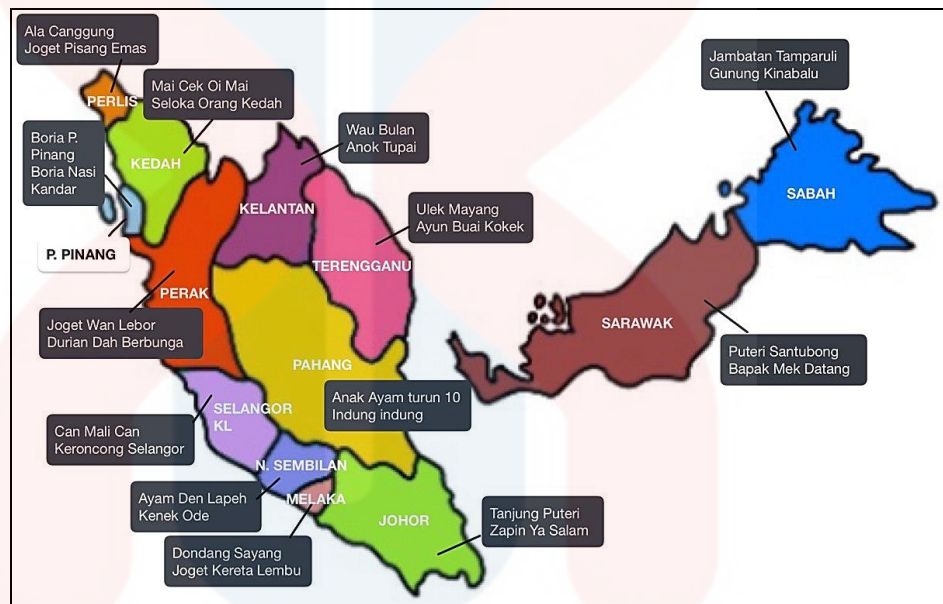 Ala Canggung
Joget Pisang Emas
PERLIS
Mai Cek Oi Mai
Seloka Orang Kedah
KEDAH
Boria P.
Pinang
Boria Nasi
Kandar
P. PINANG
Wau Bulan
Anok Tupai
KELANTAN
Ulek Mayang
Ayun Buai Kokek
TERENGGANU
PERAK
Joget Wan Lebor
Durian Dah Berbunga
PAHANG
Anak Ayam turun 10
Indung indung
SELANGOR
KL
Can Mali Can
Keroncong Selangor
N. SEMBILAN
Ayam Den Lapeh
Kenek Ode
MELAKA
Dondang Sayang
Joget Kereta Lembu
JOHOR
Tanjung Puteri
Zapin Ya Salam
Jambatan Tamparuli
Gunung Kinabalu
SABAH
SARAWAK
Puteri Santubong
Bapak Mek Datang